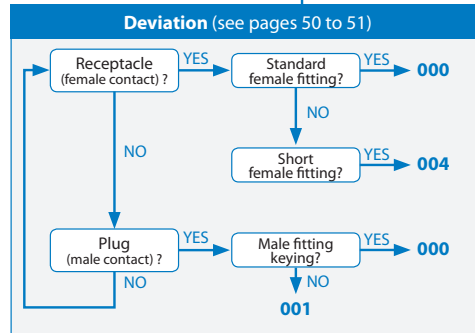 Deviation (see pages 50 to 51)
Receptacle
(female contact) ?
YES
Standard
female fitting?
YES
000
NO
NO
Short
female fitting?
YES
004
Plug
(male contact) ?
YES
Male fitting
keying?
YES
000
NO
NO
001